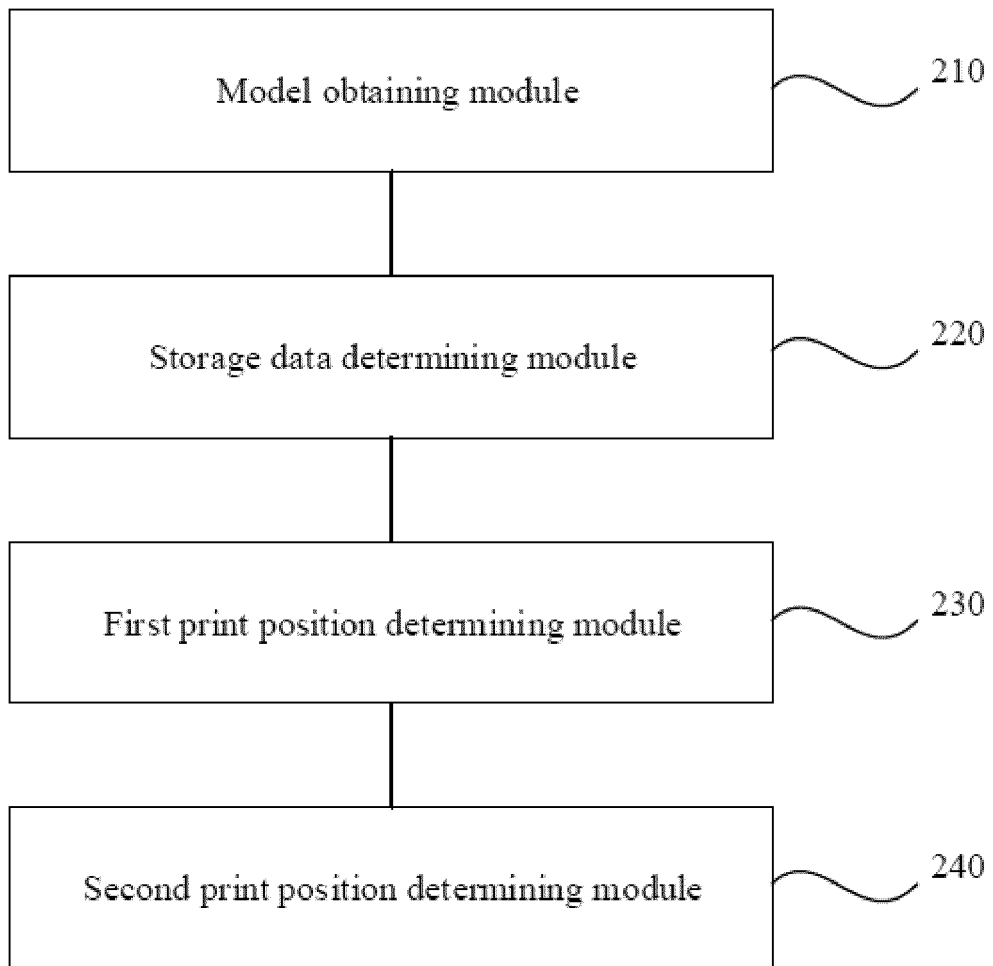 Model obtaining module
210
Storage data determining module
220
First print position determining module
230
Second print position determining module
240